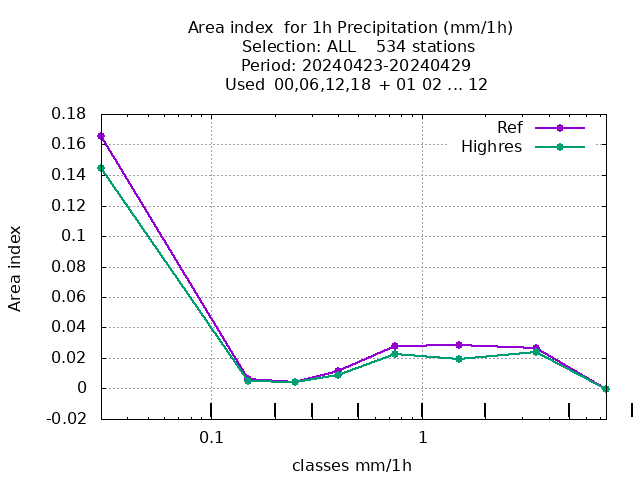 Area index  for 1h Precipitation (mm/1h)
Selection: ALL    534 stations
Period: 20240423-20240429
Used  00,06,12,18  + 01 02 ... 12
Ref
Highres
0.18
0.16
0.14
0.12
0.1
0.08
0.06
0.04
0.02
0
-0.02
Area index
0.1
1
classes mm/1h